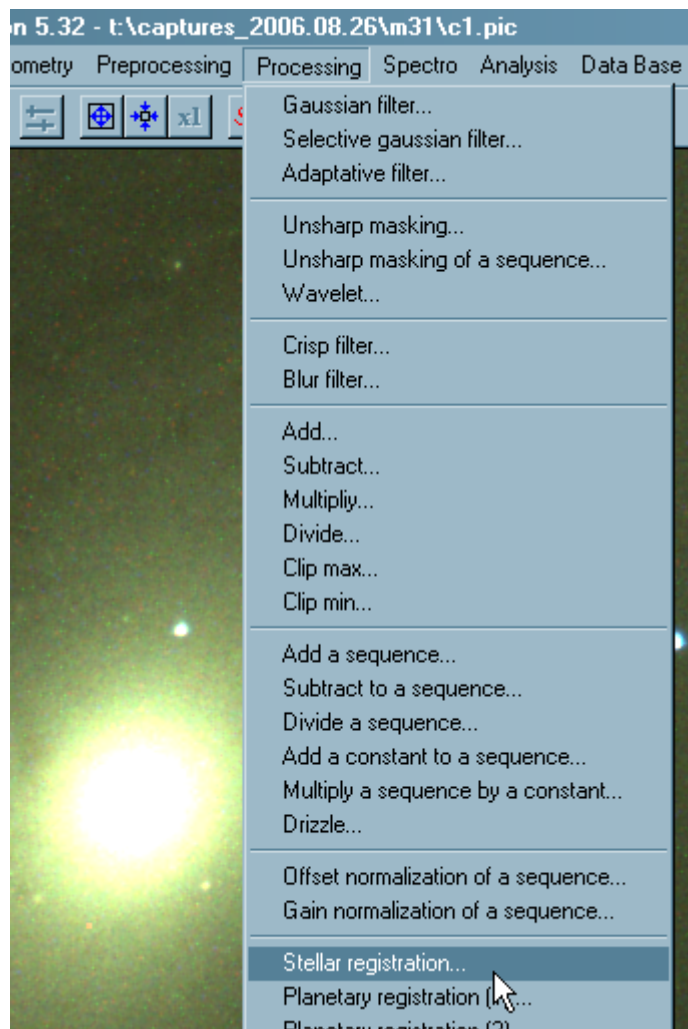 n 5.32 - t:\captures_2006.08.26\m31\c1.pic
ometry Preprocessing Processing Spectro Analysis Data Base
x1
Gaussian filter...
Selective gaussian filter...
Adaptative filter...
Unsharp masking...
Unsharp masking of a sequence...
Wavelet...
Crisp filter...
Blur filter...
Add...
Subtract...
Multipliy...
Divide...
Clip max...
Clip min...
Add a sequence...
Subtract to a sequence...
Divide a sequence...
Add a constant to a sequence...
Multiply a sequence by a constant...
Drizzle...
Offset normalization of a sequence...
Gain normalization of a sequence...
Stellar registration...
Planetary registration (
Planetary registration (2)